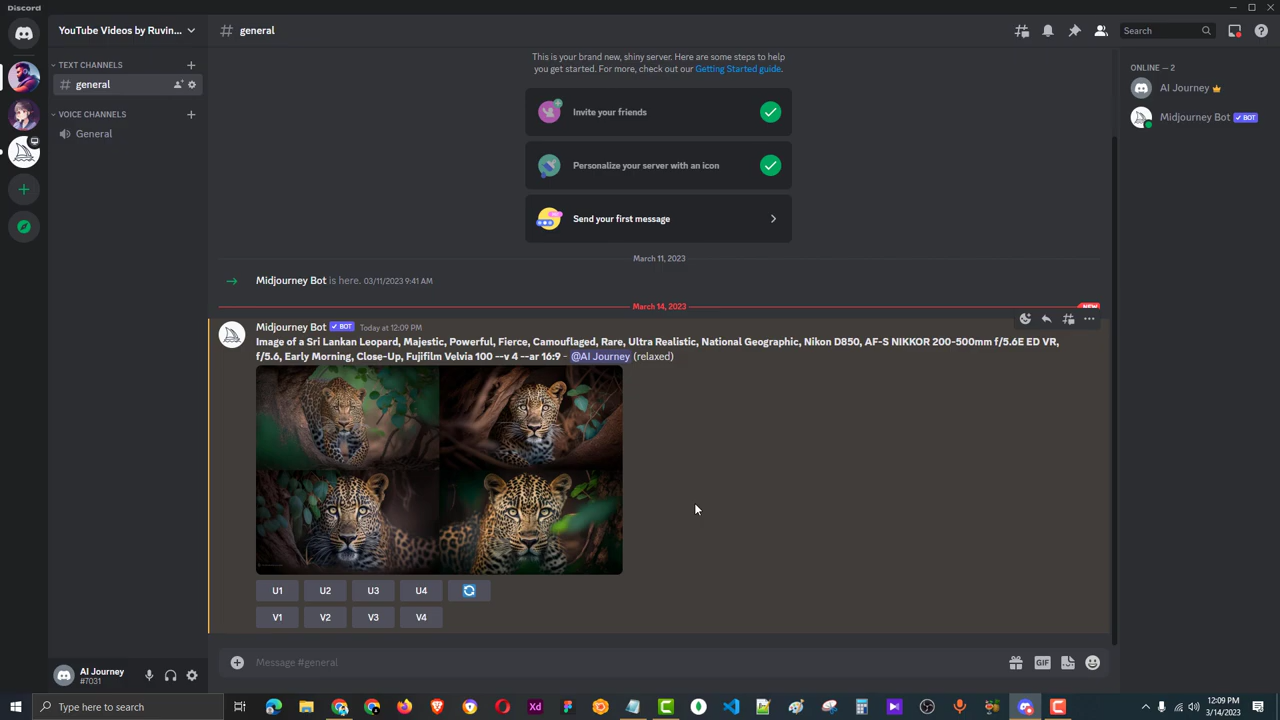 Discord
YouTube Videos by Ruvin...
general
Search
This is your brand new, shiny server. Here are some steps to help
you get started. For more, check out our Getting Started guide.
TEXT CHANNELS
general
VOICE CHANNELS
General
Invite your friends
Personalize your server with an icon
Send your first message
ONLINE — 2
AI Journey
Midjourney Bot ✓ BOT
March 11, 2023
Midjourney Bot is here. 03/11/2023 9:41 AM
March 14, 2023
NEW
Midjourney Bot ✓ BOT Today at 12:09 PM
Image of a Sri Lankan Leopard, Majestic, Powerful, Fierce, Camouflaged, Rare, Ultra Realistic, National Geographic, Nikon D850, AF-S NIKKOR 200-500mm f/5.6E ED VR,
f/5.6, Early Morning, Close-Up, Fujifilm Velvia 100 --v 4 --ar 16:9 - @AI Journey (relaxed)
U1 U2 U3 U4
V1 V2 V3 V4
Message #general
GIF
AI Journey
#7031
Type here to search
Xd
12:09 PM
3/14/2023